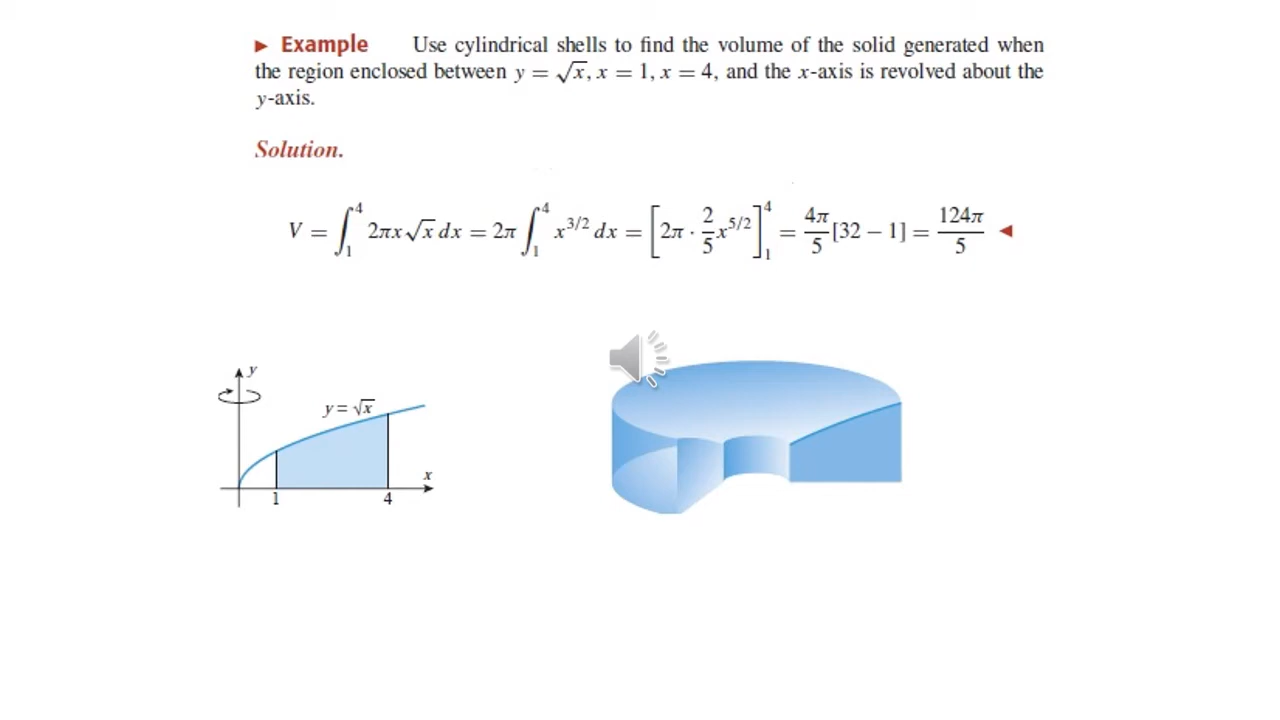 ► Example Use cylindrical shells to find the volume of the solid generated when
the region enclosed between y = √x, x = 1, x = 4, and the x-axis is revolved about the
y-axis.
Solution.
V = ∫₁⁴ 2πx√x dx = 2π ∫₁⁴ x^{3/2} dx = [2π · 2/5 x^{5/2}]₁⁴ = 4π/5 [32 − 1] = 124π/5 ◄
y
y = √x
x
1 4